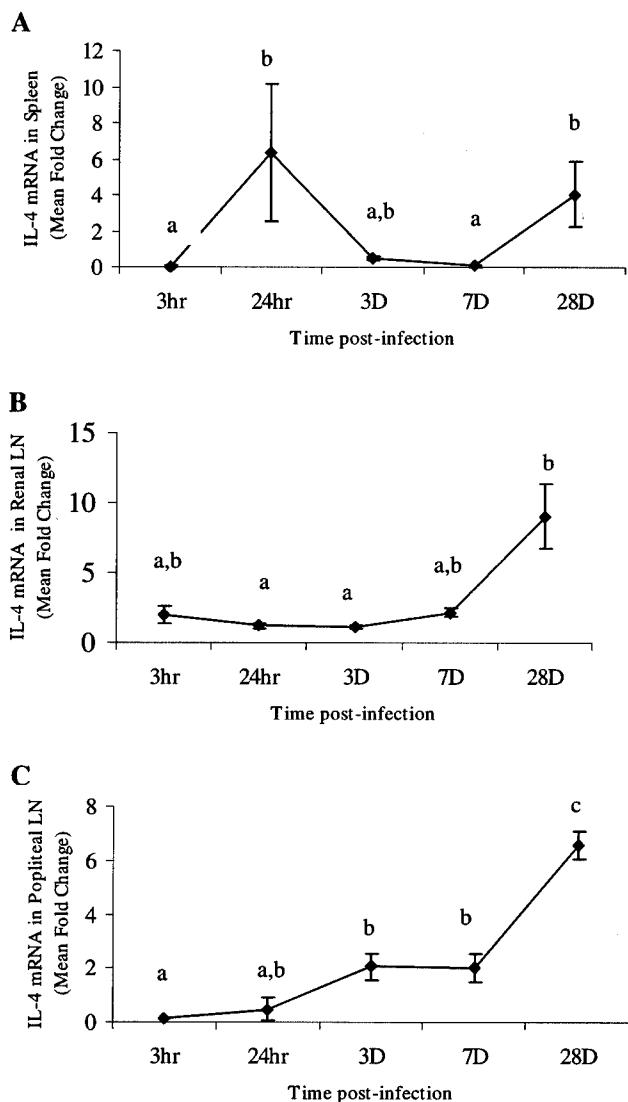 A
IL-4 mRNA in Spleen
(Mean Fold Change)
12
10
8
6
4
2
0
a
b
a,b
a
b
3hr 24hr 3D 7D 28D
Time post-infection
B
IL-4 mRNA in Renal LN
(Mean Fold Change)
15
10
5
0
a,b
a
a
a,b
b
3hr 24hr 3D 7D 28D
Time post-infection
C
IL-4 mRNA in Popliteal LN
(Mean Fold Change)
8
6
4
2
0
a
a,b
b
b
c
3hr 24hr 3D 7D 28D
Time post-infection